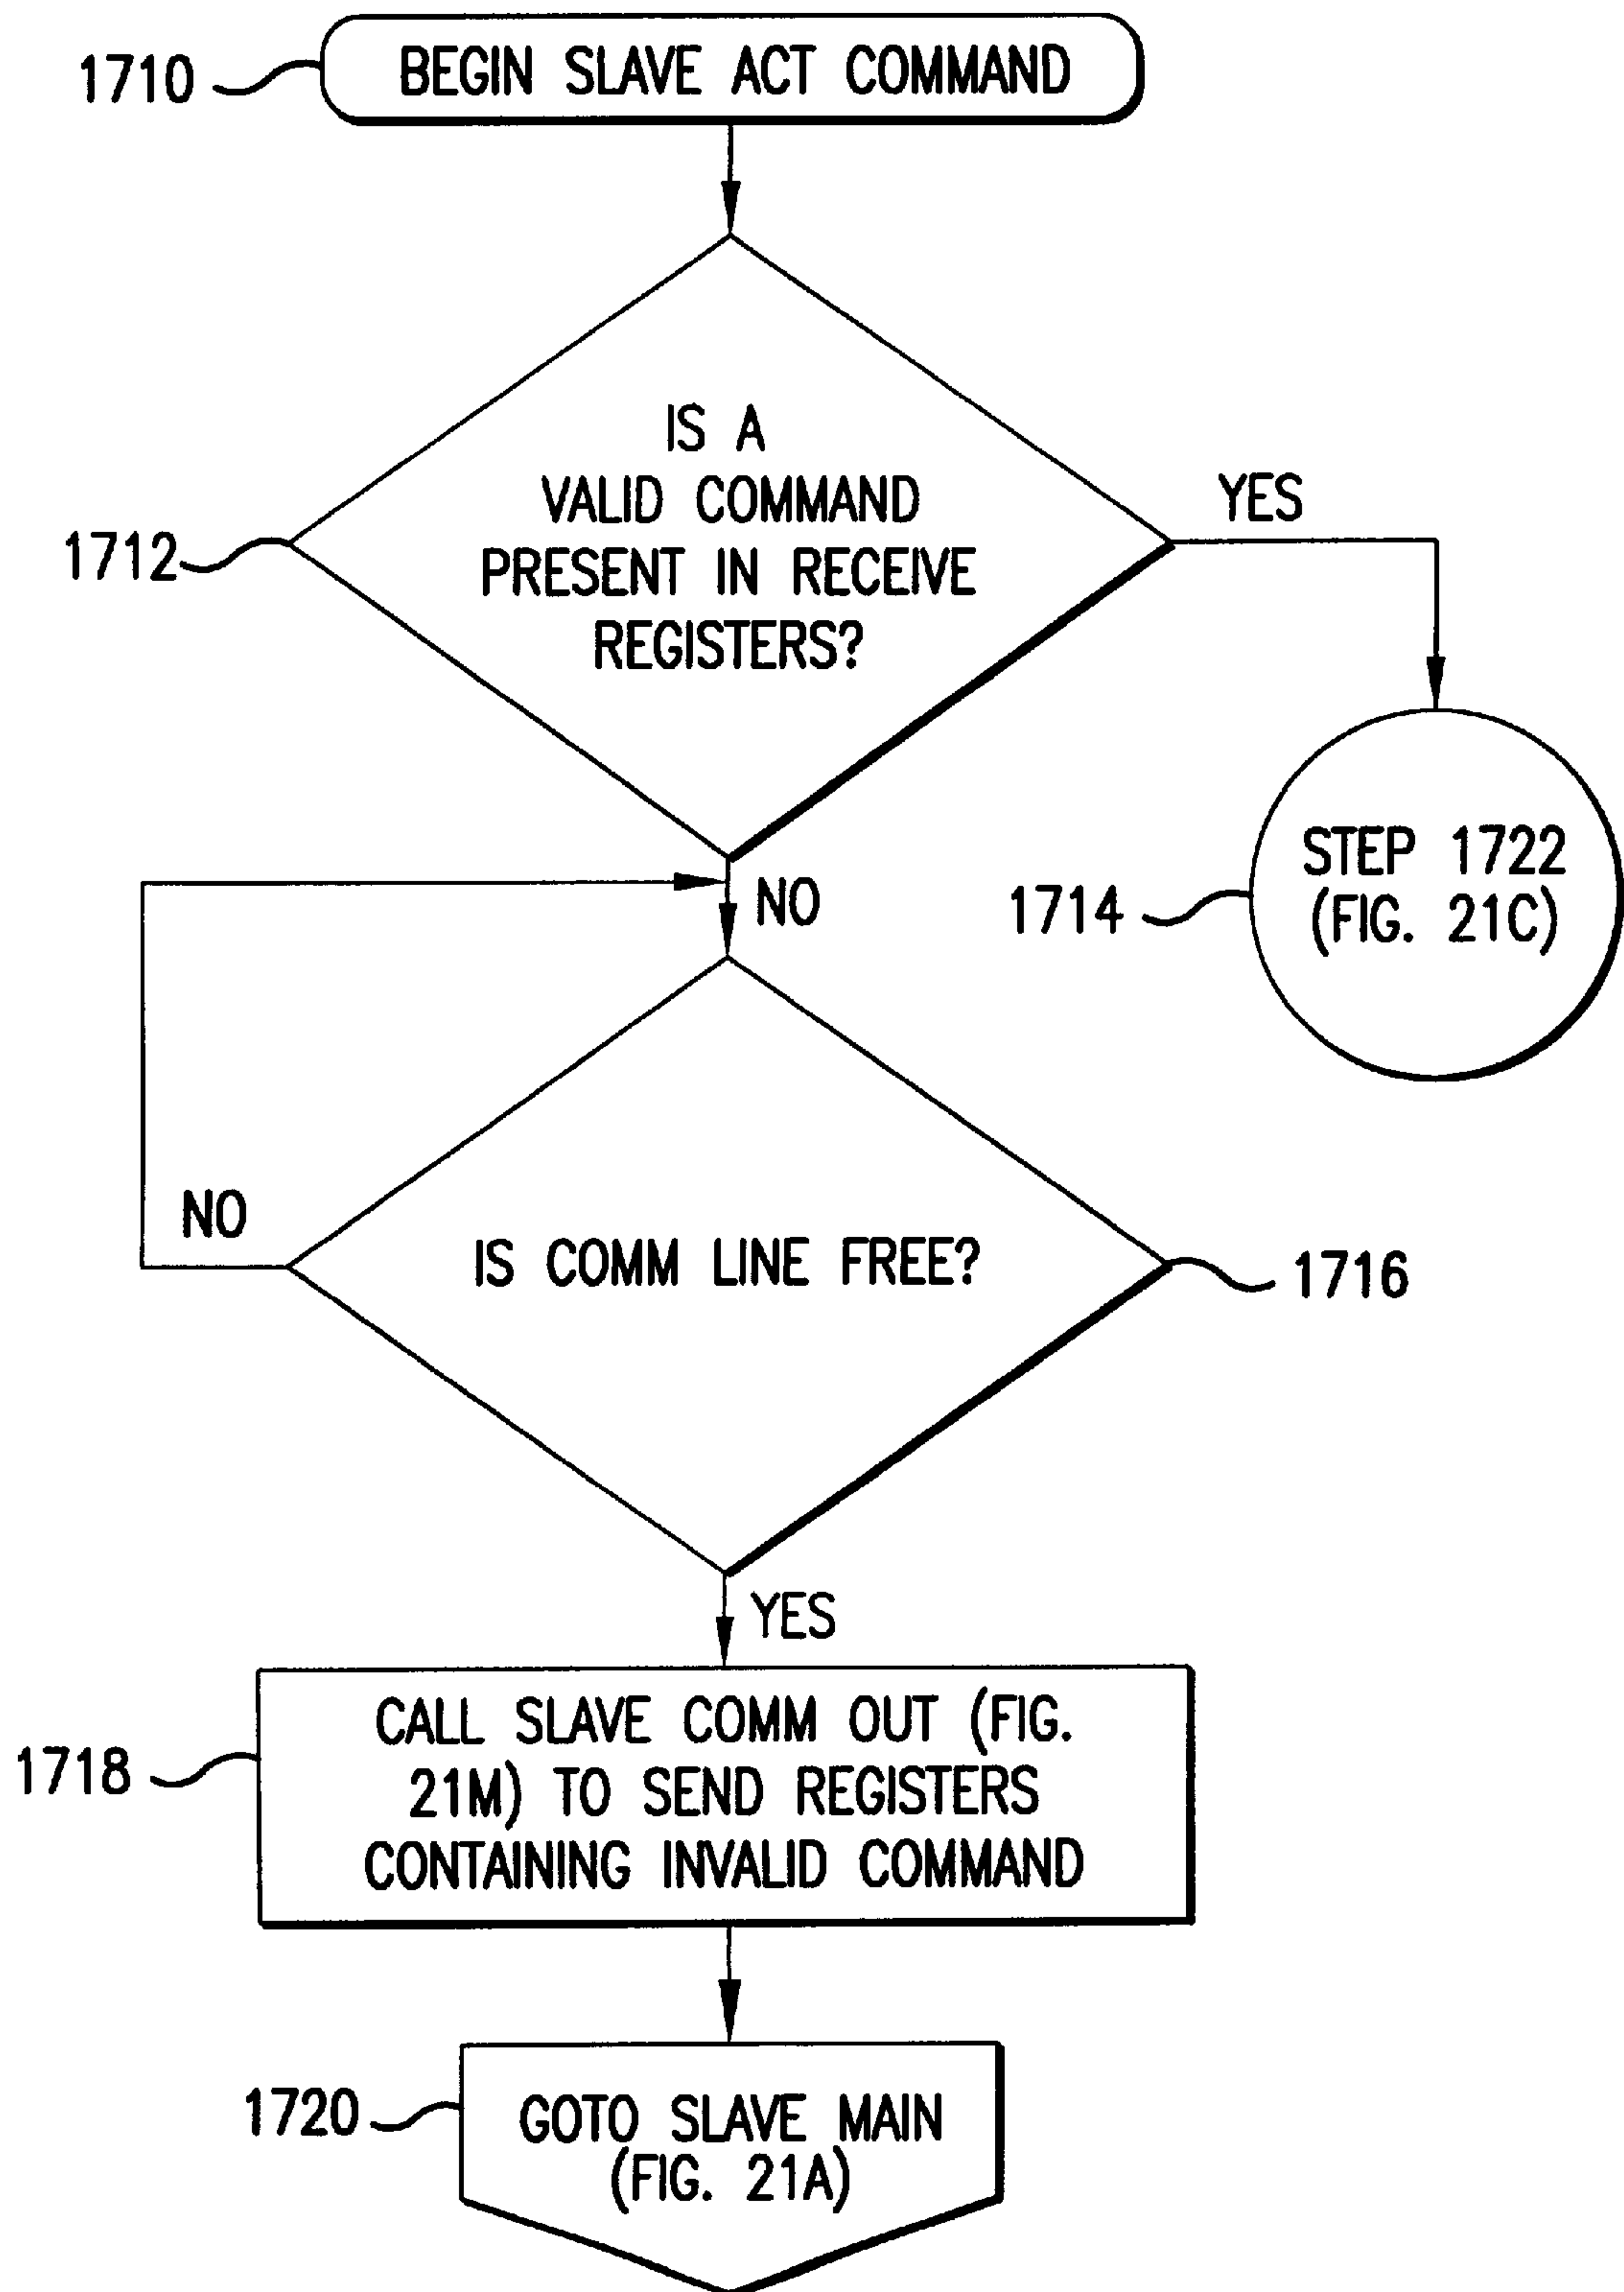 1710
BEGIN SLAVE ACT COMMAND
IS A
VALID COMMAND
PRESENT IN RECEIVE
REGISTERS?
1712
YES
STEP 1722
(FIG. 21C)
1714
NO
NO
IS COMM LINE FREE?
1716
YES
CALL SLAVE COMM OUT (FIG.
21M) TO SEND REGISTERS
CONTAINING INVALID COMMAND
1718
1720
GOTO SLAVE MAIN
(FIG. 21A)